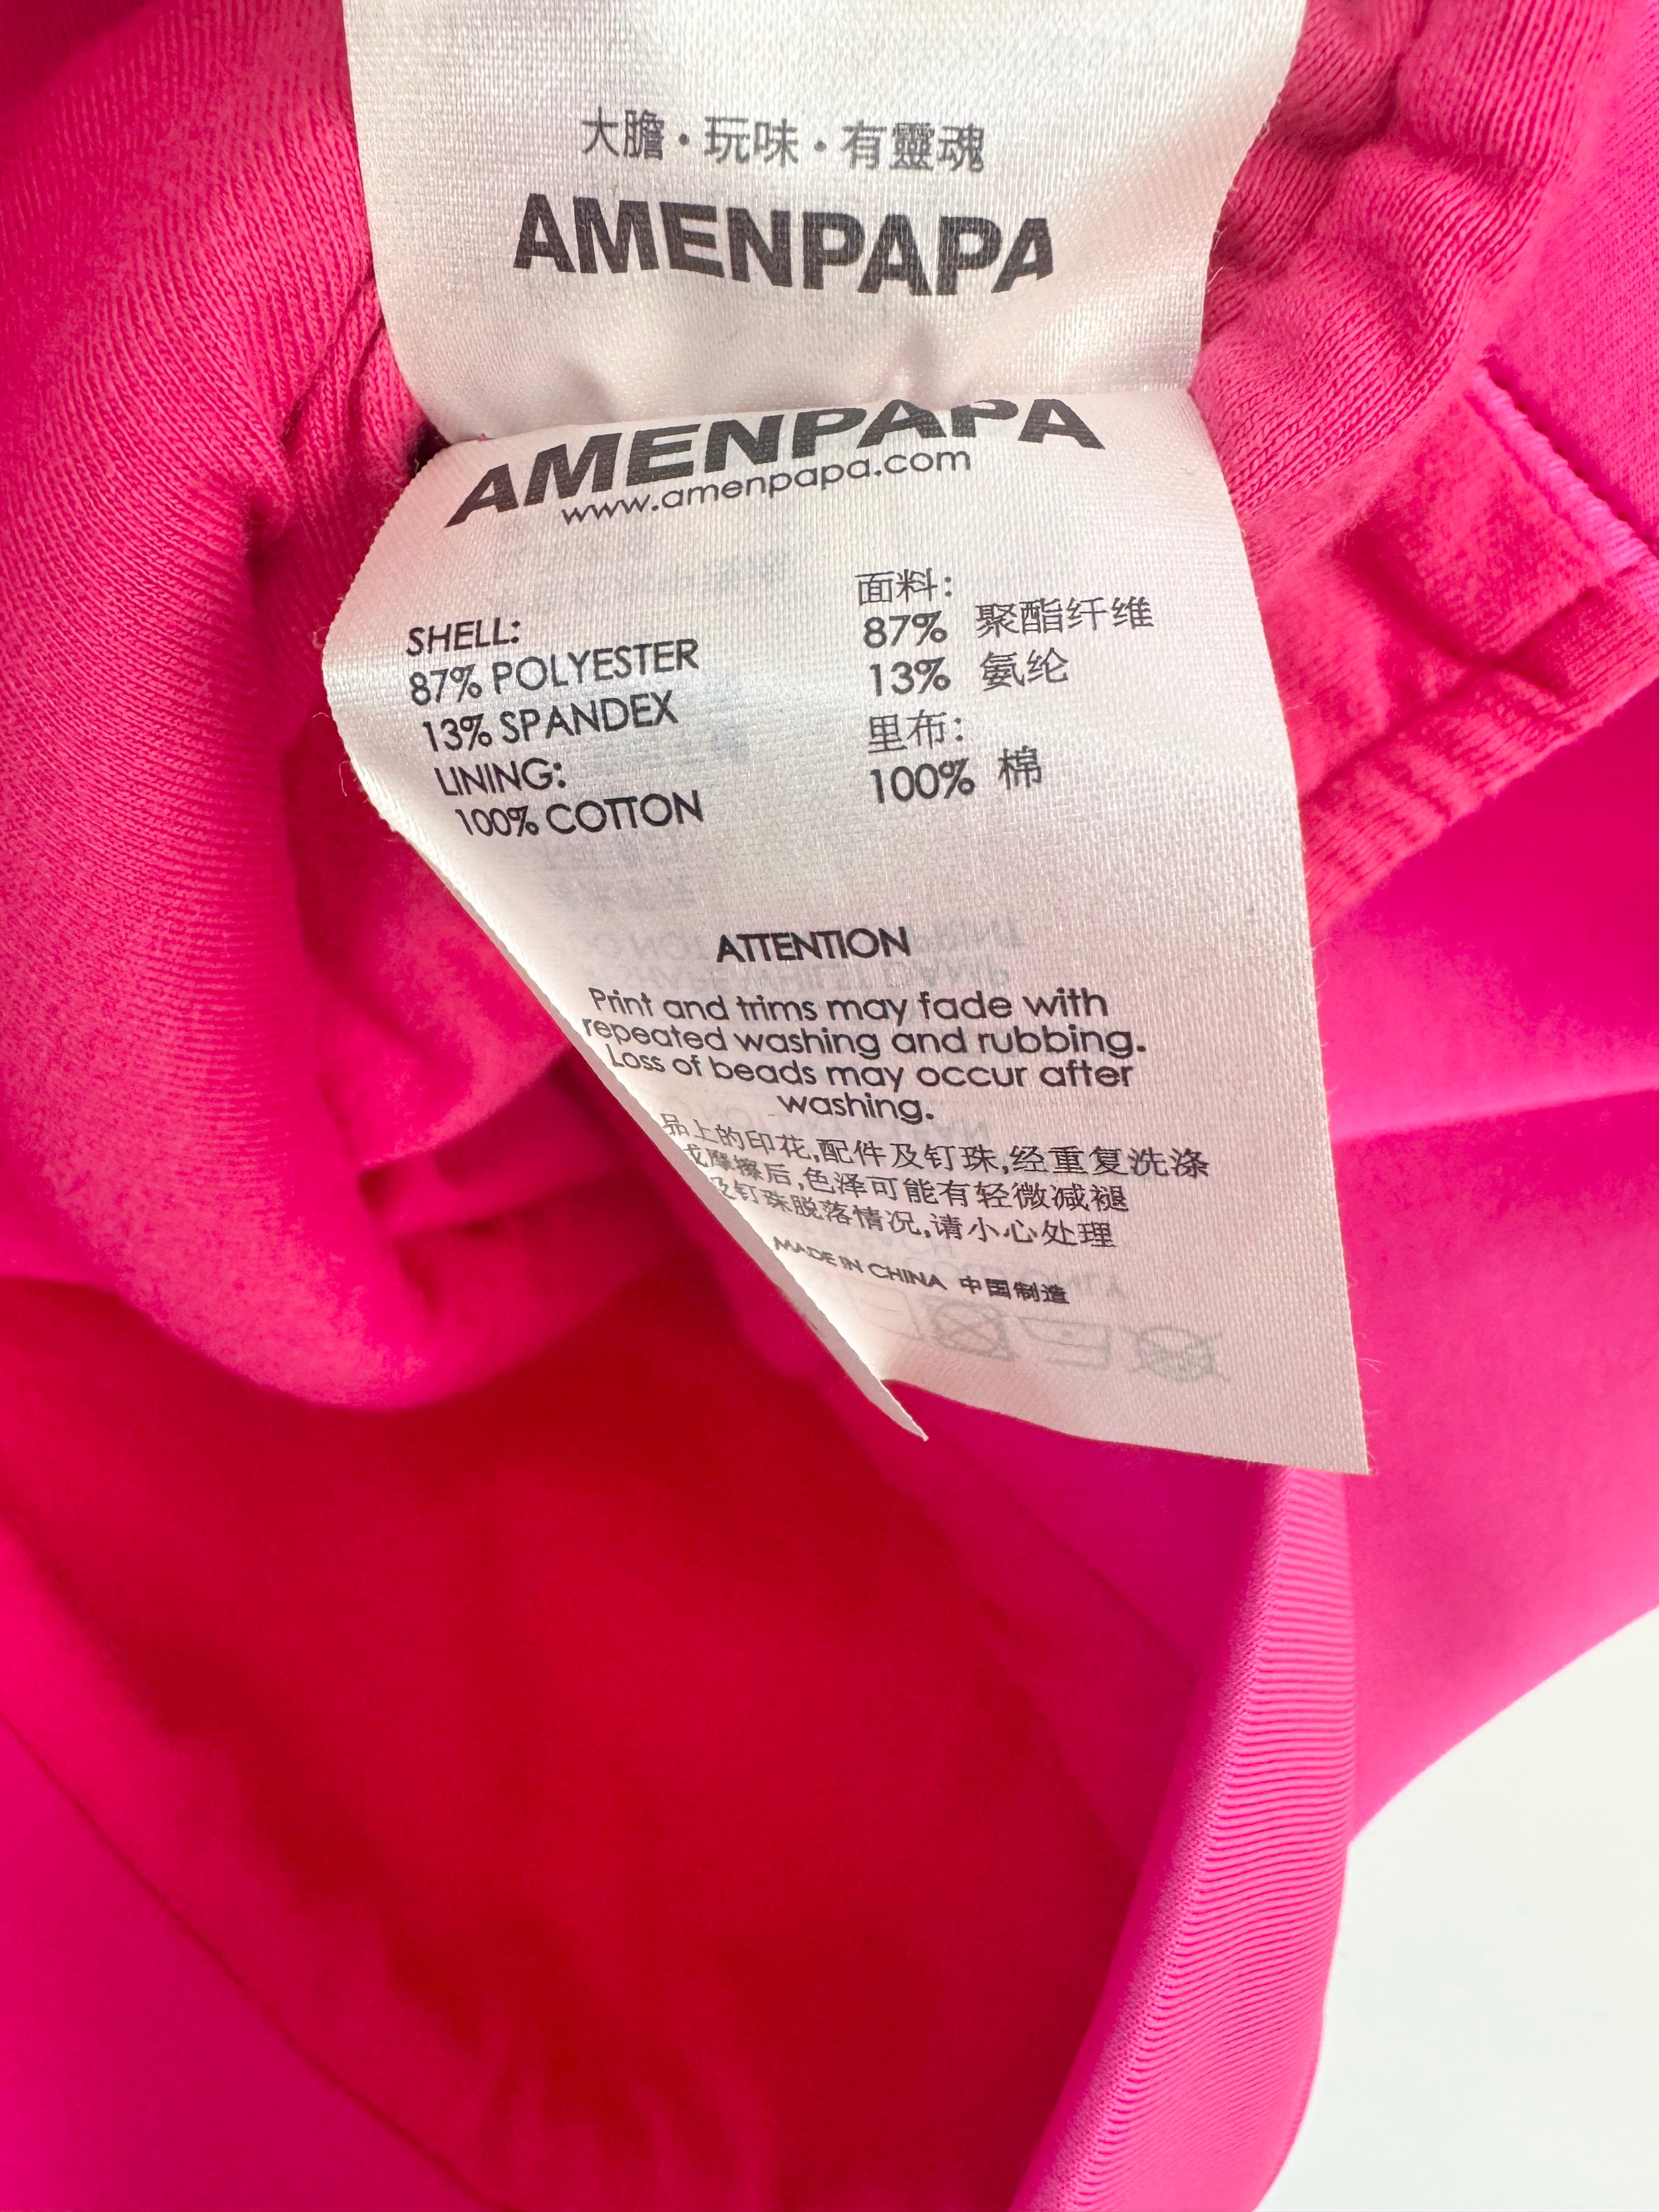 大膽·玩味·有靈魂
AMENPAPA
AMENPAPA
www.amenpapa.com
SHELL:
87% POLYESTER
13% SPANDEX
LINING:
100% COTTON
面料:
87% 聚酯纤维
13% 氨纶
里布:
100% 棉
ATTENTION
Print and trims may fade with
repeated washing and rubbing.
Loss of beads may occur after
washing.
品上的印花,配件及钉珠,经重复洗涤
或摩擦后,色泽可能有轻微减褪
及钉珠脱落情况,请小心处理
MADE IN CHINA 中国制造